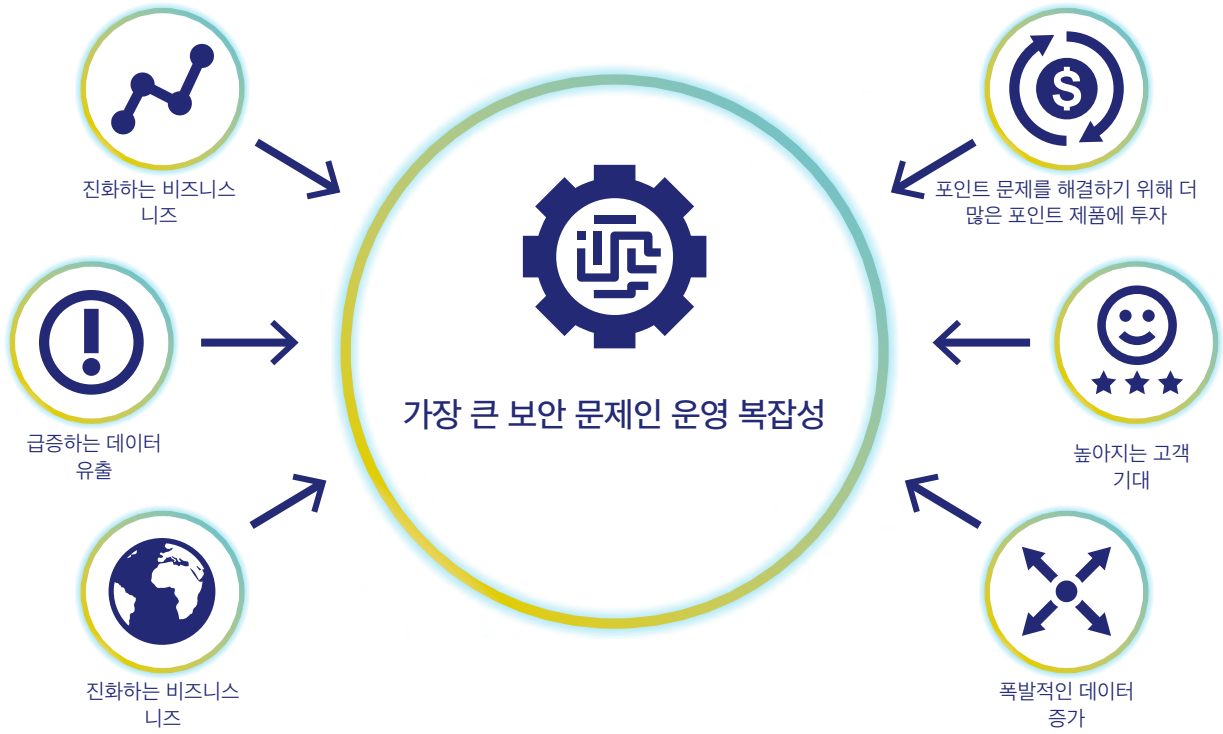 진화하는 비즈니스
니즈
포인트 문제를 해결하기 위해 더
많은 포인트 제품에 투자
가장 큰 보안 문제인 운영 복잡성
급증하는 데이터
유출
높아지는 고객
기대
진화하는 비즈니스
니즈
폭발적인 데이터
증가